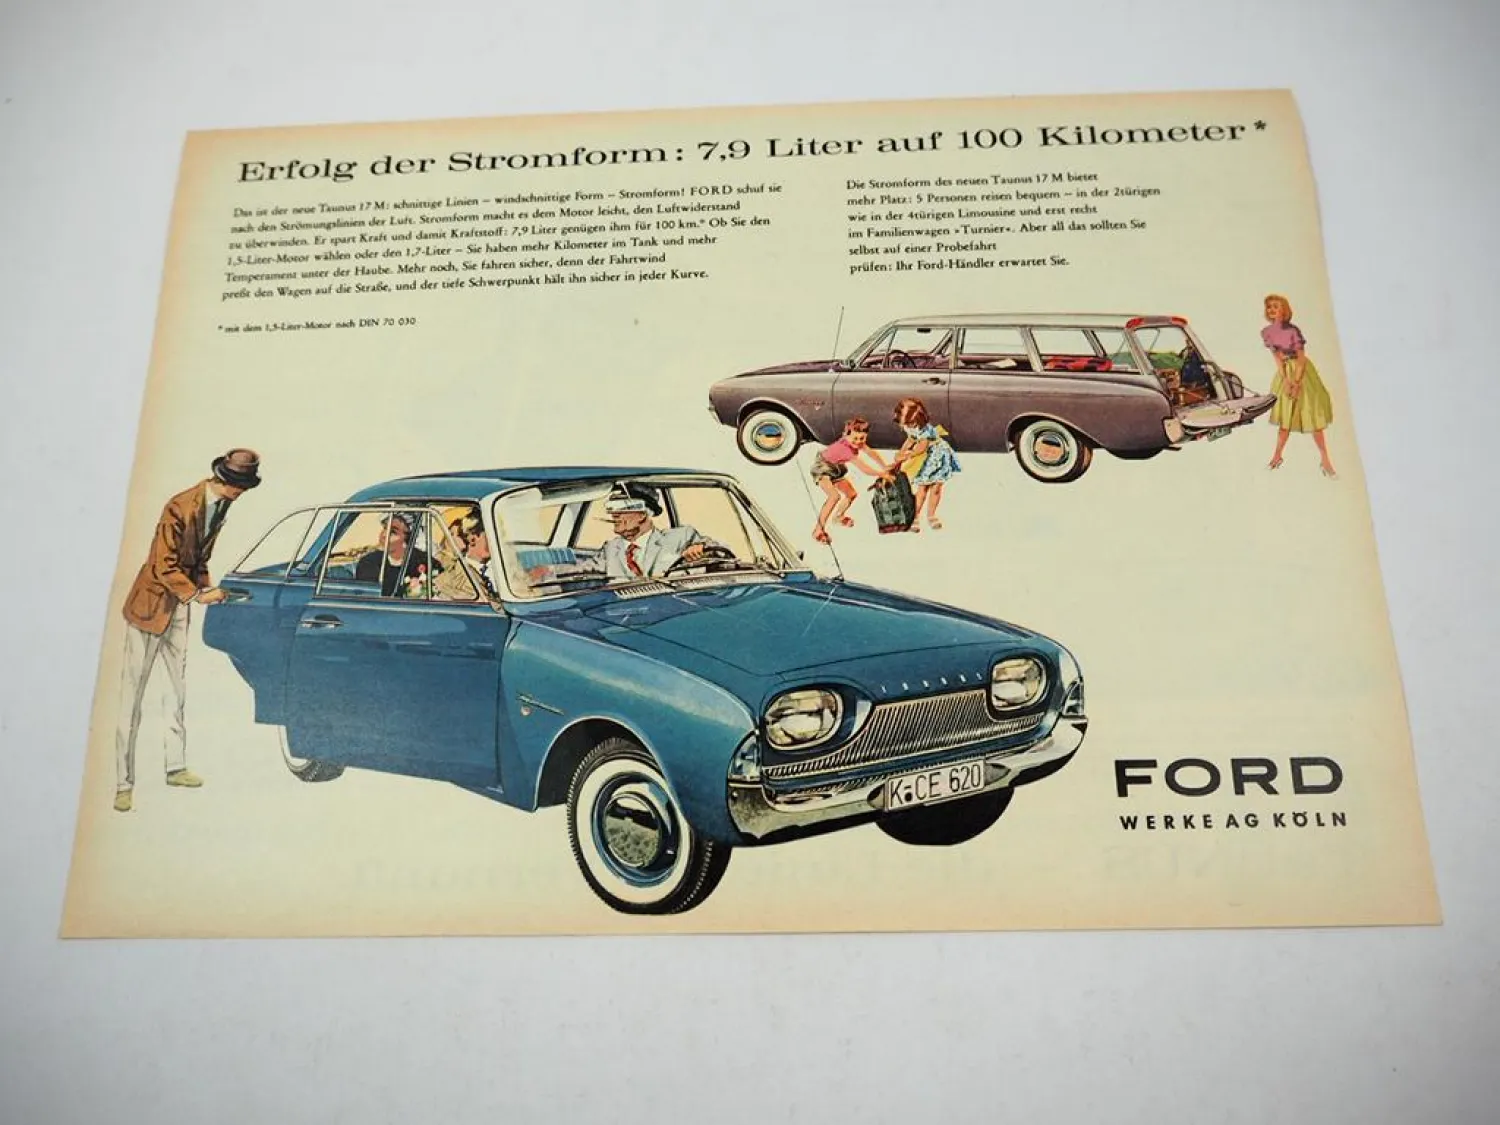 Erfolg der Stromform: 7,9 Liter auf 100 Kilometer*
Das ist der neue Taunus 17 M: schnittige Linien – windschnittige Form – Stromform! FORD schuf sie
nach den Strömungslinien der Luft. Stromform macht es dem Motor leicht, den Luftwiderstand
zu überwinden. Er spart Kraft und damit Kraftstoff: 7,9 Liter genügen ihm für 100 km.* Ob Sie den
1,5-Liter-Motor wählen oder den 1,7-Liter – Sie haben mehr Kilometer im Tank und mehr
Temperament unter der Haube. Mehr noch, Sie fahren sicher, denn der Fahrtwind
preßt den Wagen auf die Straße, und der tiefe Schwerpunkt hält ihn sicher in jeder Kurve.
* mit dem 1,5-Liter-Motor nach DIN 70 030
Die Stromform des neuen Taunus 17 M bietet
mehr Platz: 5 Personen reisen bequem – in der 2türigen
wie in der 4türigen Limousine und erst recht
im Familienwagen »Turnier«. Aber all das sollten Sie
selbst auf einer Probefahrt
prüfen: Ihr Ford-Händler erwartet Sie.
TAUNUS
K-CE 620
FORD
WERKE AG KÖLN